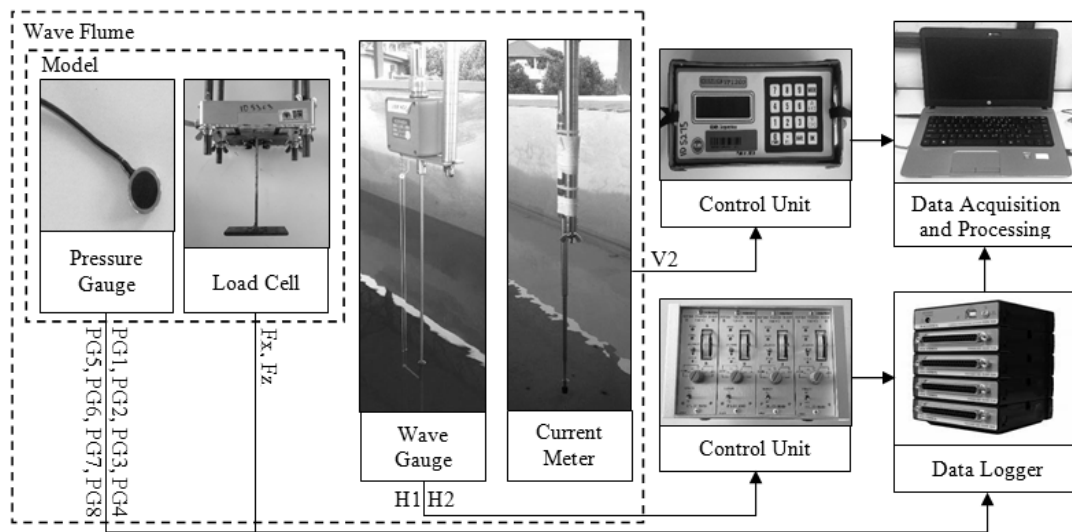 Wave Flume
Model
Pressure
Gauge
Load Cell
Wave
Gauge
Current
Meter
Control Unit
Data Acquisition
and Processing
Control Unit
Data Logger
V2
H1 H2
Fx, Fz
PG1, PG2, PG3, PG4
PG5, PG6, PG7, PG8